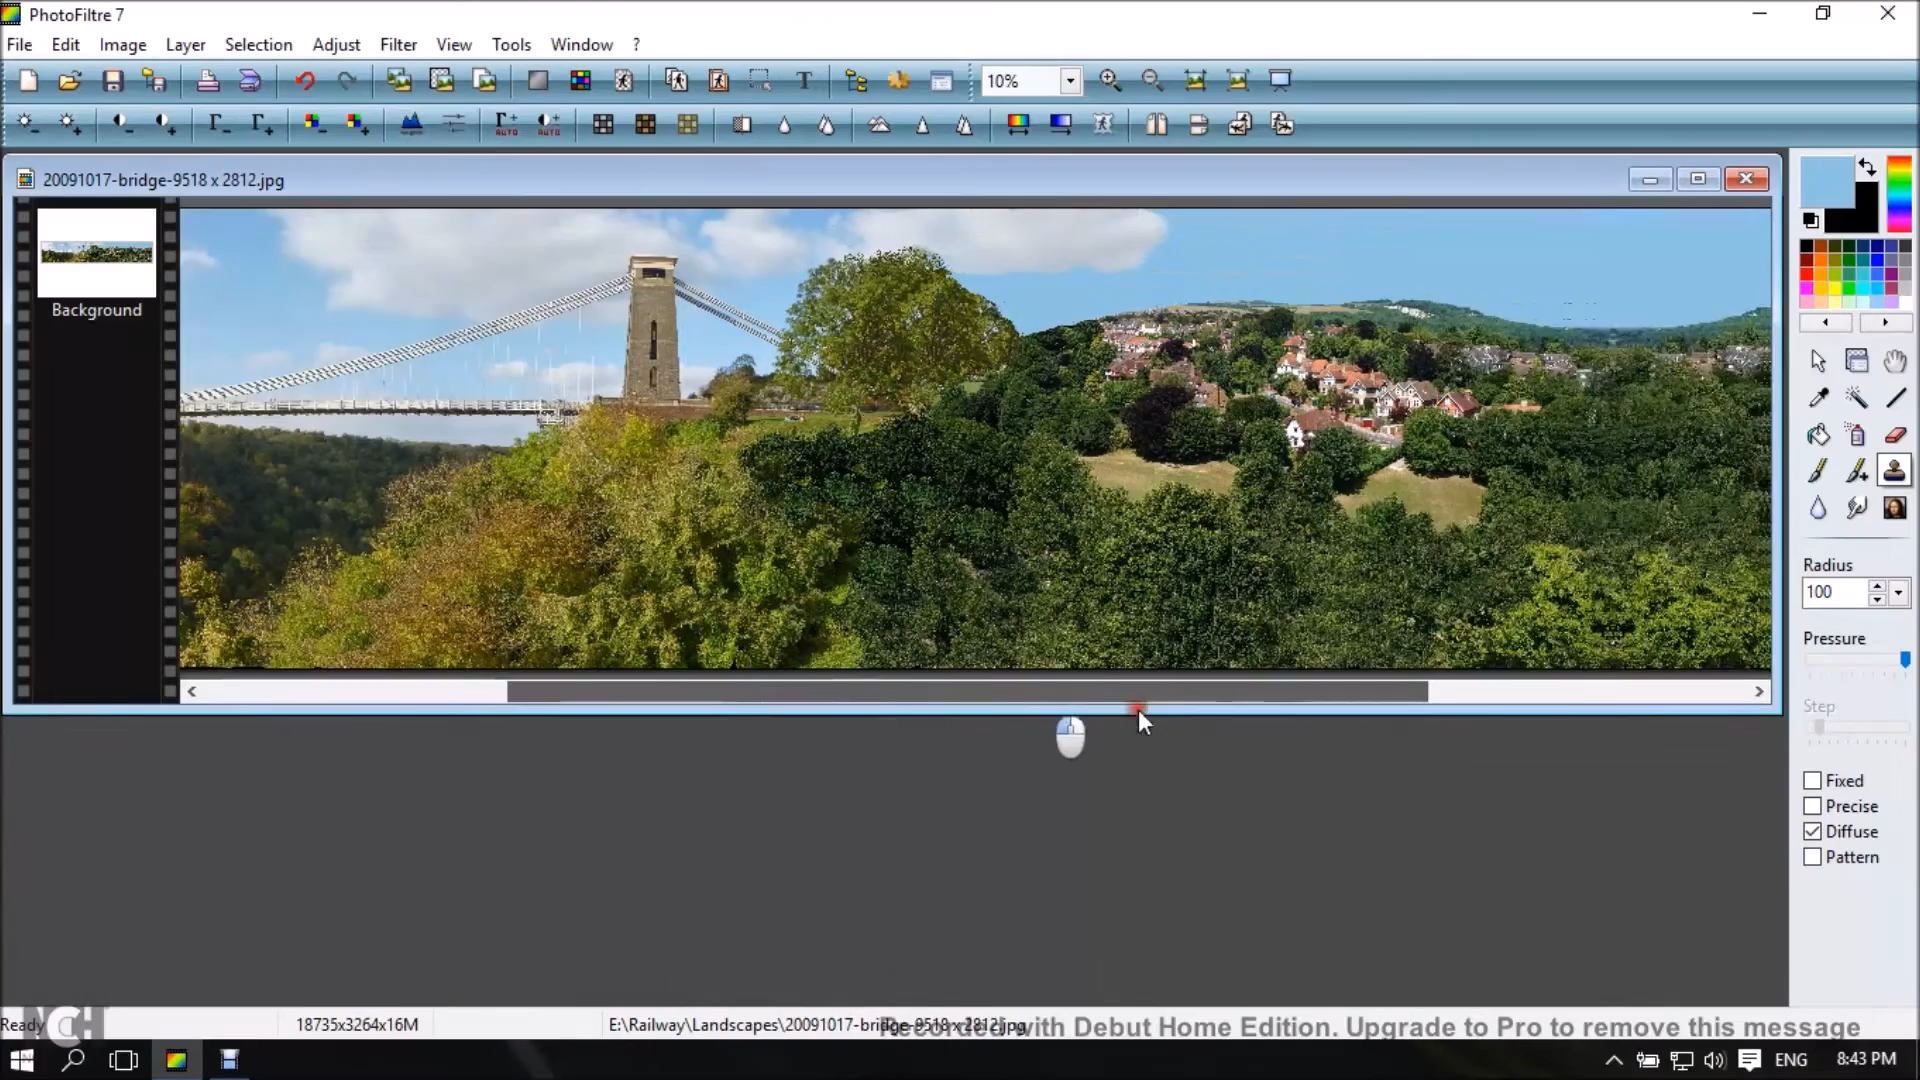 PhotoFiltre 7
File Edit Image Layer Selection Adjust Filter View Tools Window ?
10%
20091017-bridge-9518 x 2812.jpg
Background
Radius
100
Pressure
Step
Fixed
Precise
Diffuse
Pattern
NCH
Ready 18735x3264x16M E:\Railway\Landscapes\20091017-bridge-9518 x 2812.jpg
Recorded with Debut Home Edition. Upgrade to Pro to remove this message
ENG 8:43 PM